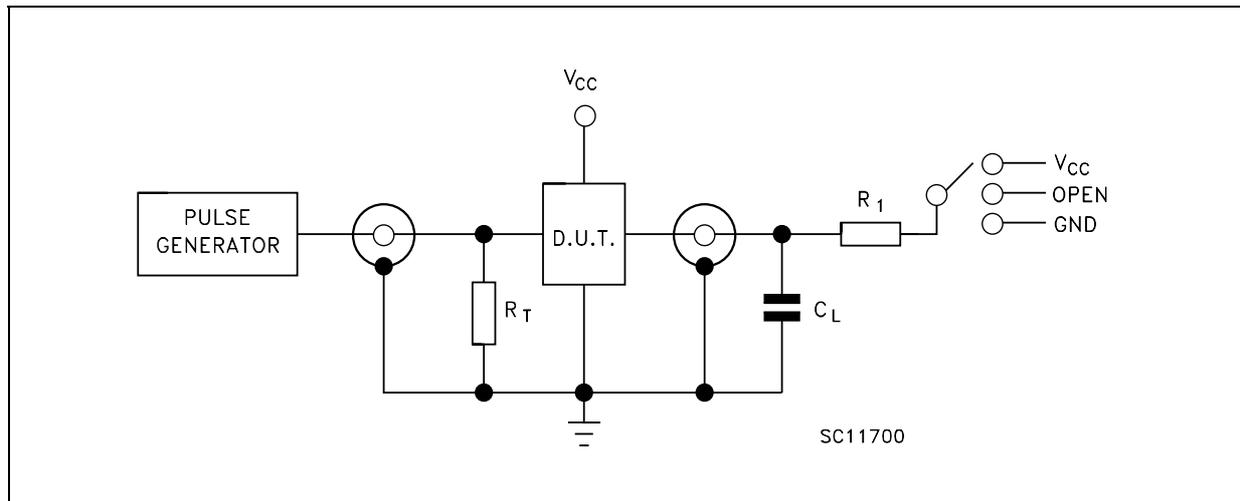 VCC
PULSE
GENERATOR
D.U.T.
RT
CL
R1
VCC
OPEN
GND
SC11700